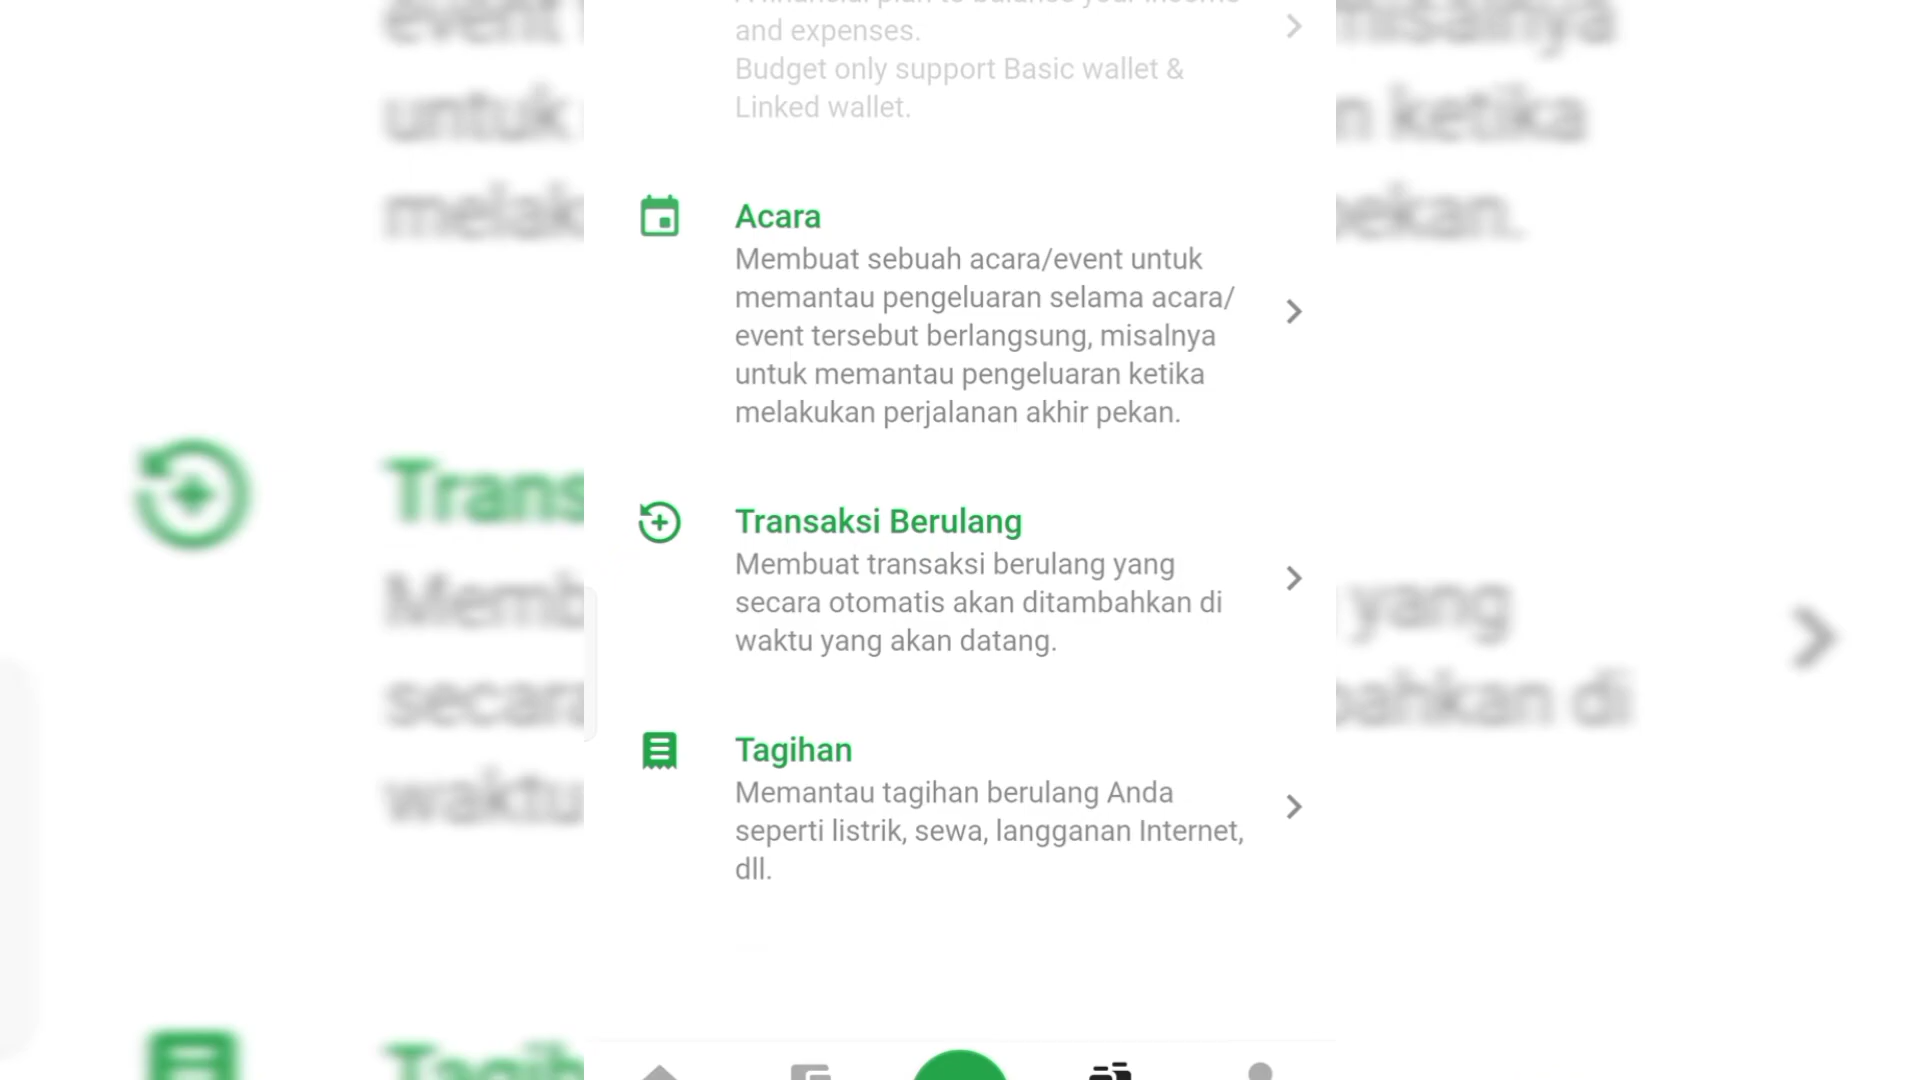 and expenses.
Budget only support Basic wallet &
Linked wallet.
Acara
Membuat sebuah acara/event untuk
memantau pengeluaran selama acara/
event tersebut berlangsung, misalnya
untuk memantau pengeluaran ketika
melakukan perjalanan akhir pekan.
Transaksi Berulang
Membuat transaksi berulang yang
secara otomatis akan ditambahkan di
waktu yang akan datang.
Tagihan
Memantau tagihan berulang Anda
seperti listrik, sewa, langganan Internet,
dll.